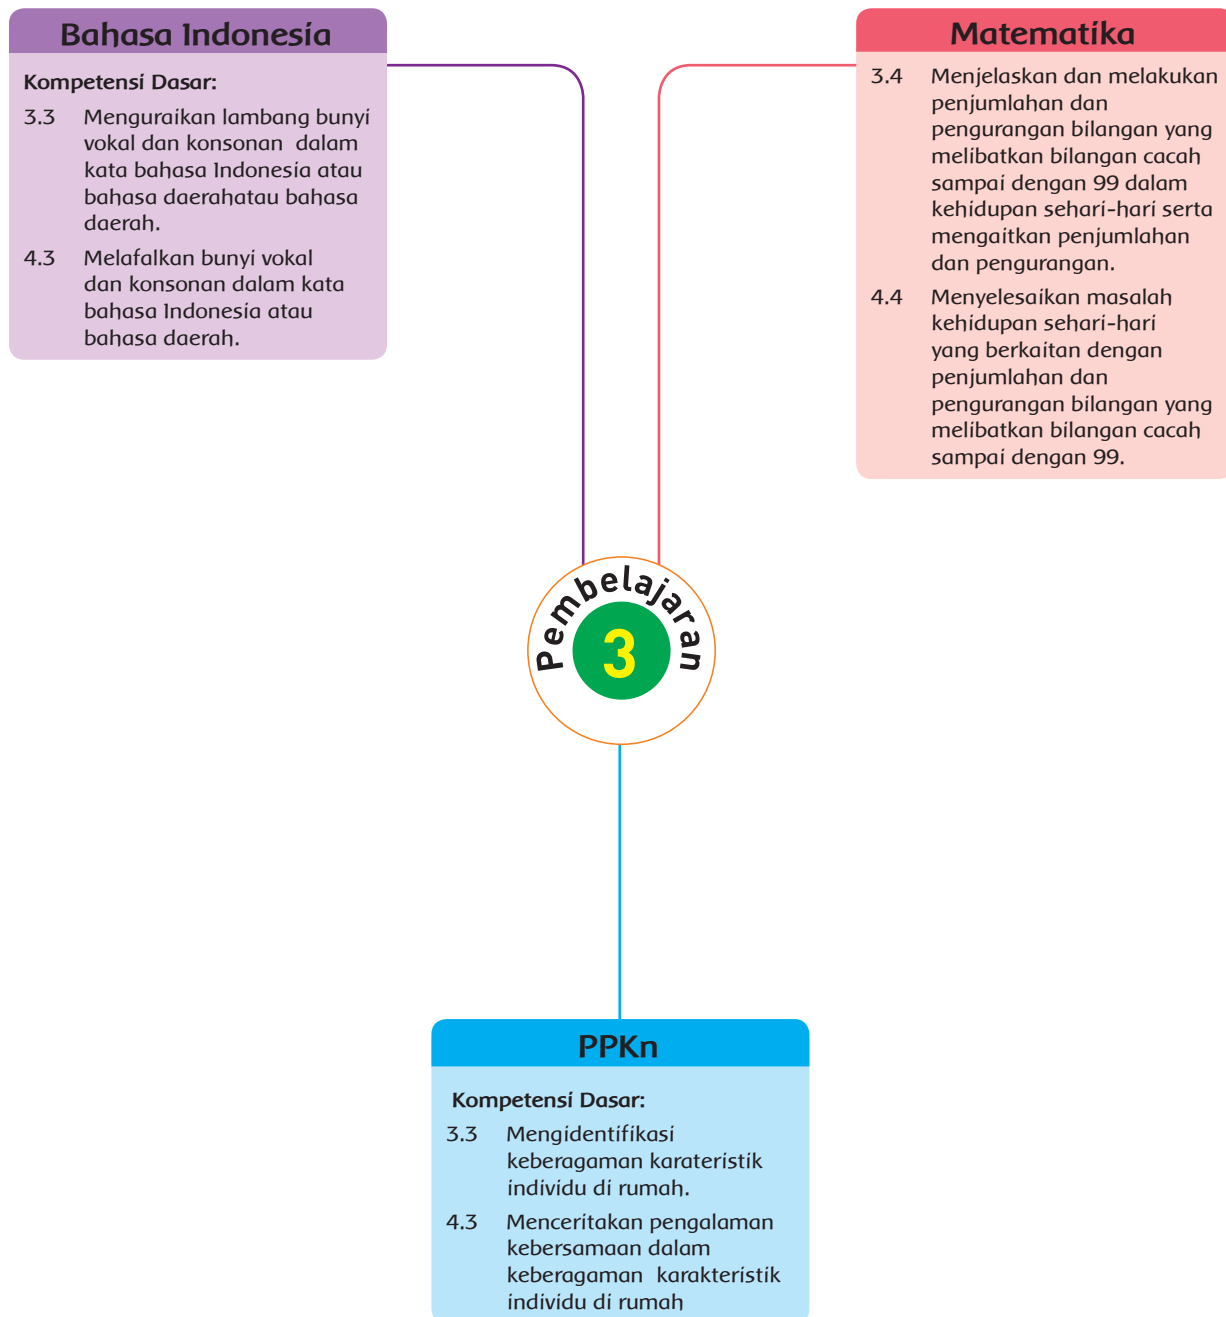 Bahasa Indonesia
Kompetensi Dasar:
3.3 Menguraikan lambang bunyi
vokal dan konsonan dalam
kata bahasa Indonesia atau
bahasa daerahatau bahasa
daerah.
4.3 Melafalkan bunyi vokal
dan konsonan dalam kata
bahasa Indonesia atau
bahasa daerah.
Matematika
3.4 Menjelaskan dan melakukan
penjumlahan dan
pengurangan bilangan yang
melibatkan bilangan cacah
sampai dengan 99 dalam
kehidupan sehari-hari serta
mengaitkan penjumlahan
dan pengurangan.
4.4 Menyelesaikan masalah
kehidupan sehari-hari
yang berkaitan dengan
penjumlahan dan
pengurangan bilangan yang
melibatkan bilangan cacah
sampai dengan 99.
Pembelajaran
3
PPKn
Kompetensi Dasar:
3.3 Mengidentifikasi
keberagaman karateristik
individu di rumah.
4.3 Menceritakan pengalaman
kebersamaan dalam
keberagaman karakteristik
individu di rumah